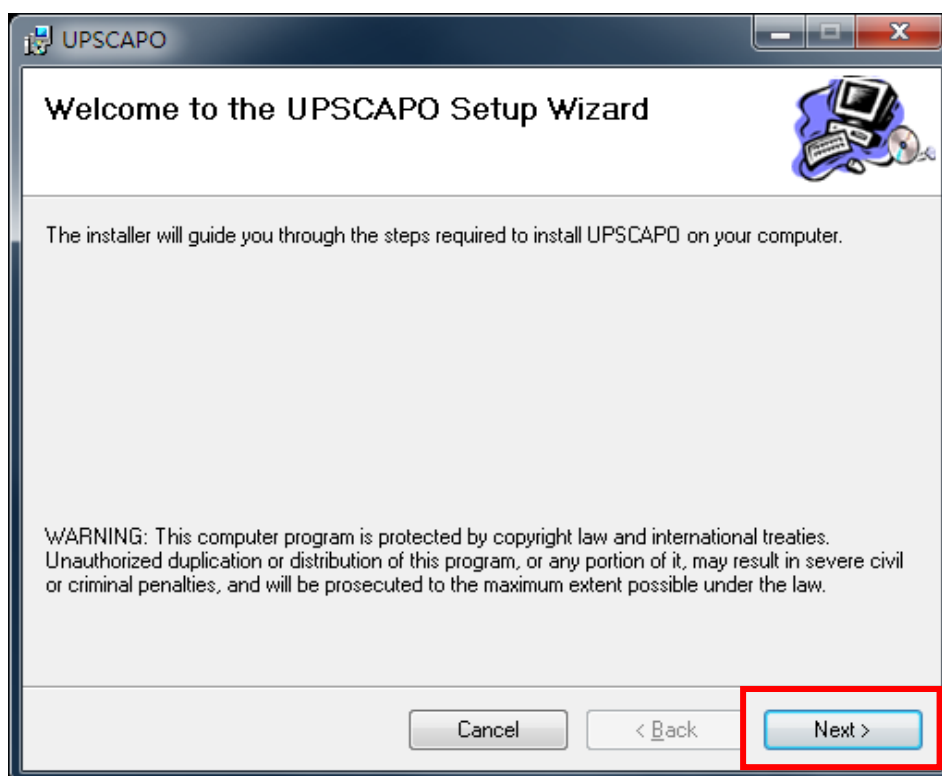 UPSCAPO
Welcome to the UPSCAPO Setup Wizard
The installer will guide you through the steps required to install UPSCAPO on your computer.
WARNING: This computer program is protected by copyright law and international treaties.
Unauthorized duplication or distribution of this program, or any portion of it, may result in severe civil
or criminal penalties, and will be prosecuted to the maximum extent possible under the law.
Cancel < Back Next >